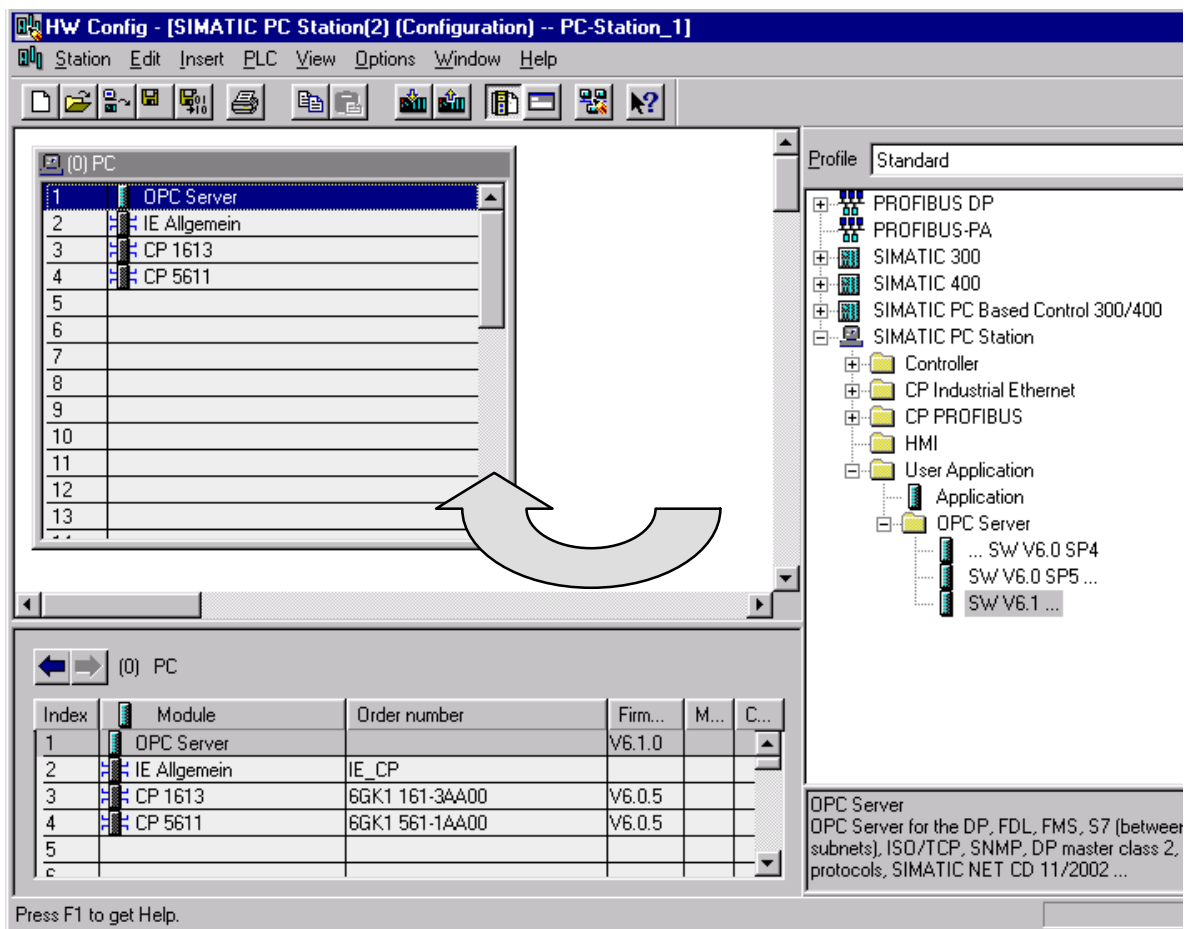 HW Config - [SIMATIC PC Station(2) (Configuration) -- PC-Station_1]
Station Edit Insert PLC View Options Window Help
(0) PC
1 OPC Server
2 IE Allgemein
3 CP 1613
4 CP 5611
5
6
7
8
9
10
11
12
13
Profile Standard
PROFIBUS DP
PROFIBUS-PA
SIMATIC 300
SIMATIC 400
SIMATIC PC Based Control 300/400
SIMATIC PC Station
Controller
CP Industrial Ethernet
CP PROFIBUS
HMI
User Application
Application
OPC Server
... SW V6.0 SP4
SW V6.0 SP5 ...
SW V6.1 ...
(0) PC
Index Module Order number Firm... M... C...
1 OPC Server V6.1.0
2 IE Allgemein IE_CP
3 CP 1613 6GK1 161-3AA00 V6.0.5
4 CP 5611 6GK1 561-1AA00 V6.0.5
5
OPC Server
OPC Server for the DP, FDL, FMS, S7 (between
subnets), ISO/TCP, SNMP, DP master class 2,
protocols, SIMATIC NET CD 11/2002 ...
Press F1 to get Help.